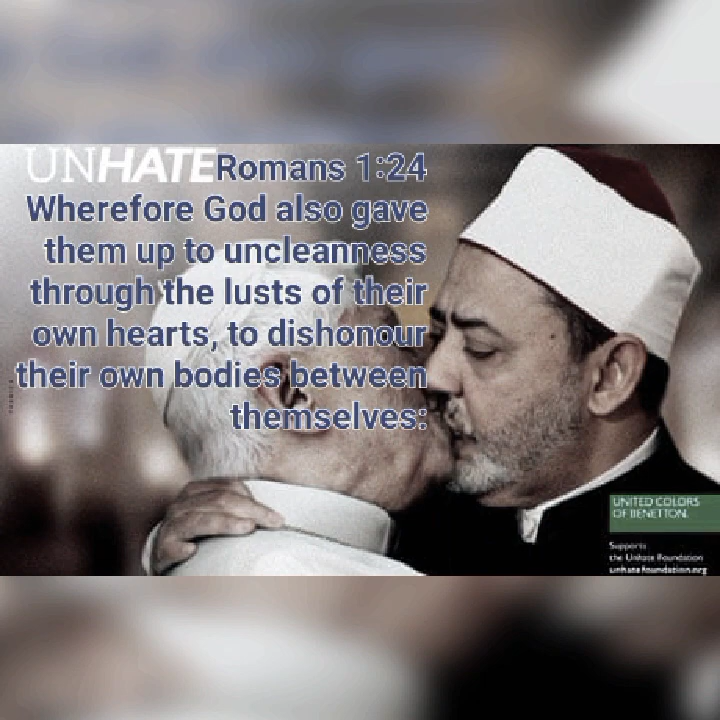 UNHATE
Romans 1:24
Wherefore God also gave
them up to uncleanness
through the lusts of their
own hearts, to dishonour
their own bodies between
themselves:
UNITED COLORS
OF BENETTON.
Supports
the Unhate Foundation
unhatefoundation.org